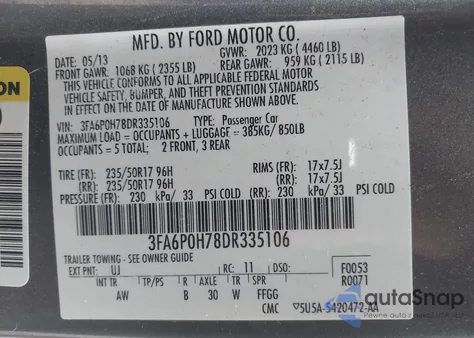 MFD. BY FORD MOTOR CO.
DATE: 05/13 GVWR: 2023 KG ( 4460 LB)
FRONT GAWR: 1068 KG ( 2355 LB) REAR GAWR: 959 KG ( 2115 LB)
THIS VEHICLE CONFORMS TO ALL APPLICABLE FEDERAL MOTOR
VEHICLE SAFETY, BUMPER, AND THEFT PREVENTION STANDARDS
IN EFFECT ON THE DATE OF MANUFACTURE SHOWN ABOVE.
VIN: 3FA6P0H78DR335106 TYPE: Passenger Car
MAXIMUM LOAD = OCCUPANTS + LUGGAGE = 385KG/ 850LB
OCCUPANTS = 5 TOTAL: 2 FRONT, 3 REAR
TIRE (FR): 235/50R17 96H RIMS (FR): 17x7.5J
(RR): 235/50R17 96H (RR): 17x7.5J
PRESSURE (FR): 230 kPa/ 33 PSI COLD (RR): 230 kPa/ 33 PSI COLD
3FA6P0H78DR335106
TRAILER TOWING - SEE OWNER GUIDE
EXT PNT: UJ RC: 11 DSO: F0053
INT TR TP/PS R AXLE TR SPR R0071
AW B 30 W FFGG
CMC 5U5A-5420472-AA
autoSnap
ON